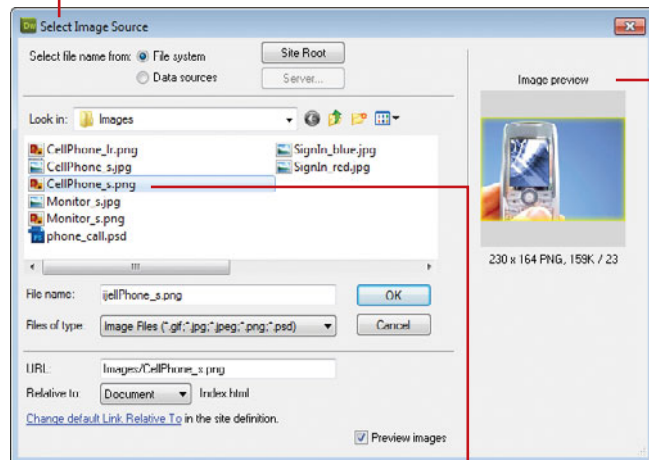 Dw Select Image Source
Select file name from: File system Site Root
Data sources Server...
Image preview
Look in: Images
CellPhone_lr.png
CellPhone_s.jpg
CellPhone_s.png
Monitor_s.jpg
Monitor_s.png
phone_call.psd
SignIn_blue.jpg
SignIn_red.jpg
230 x 164 PNG, 159K / 23
File name: ijellPhone_s.png OK
Files of type: Image Files (*.gif;*.jpg;*.jpeg;*.png;*.psd) Cancel
URL: Images/CellPhone_s.png
Relative to: Document Index.html
Change default Link Relative To in the site definition.
Preview images